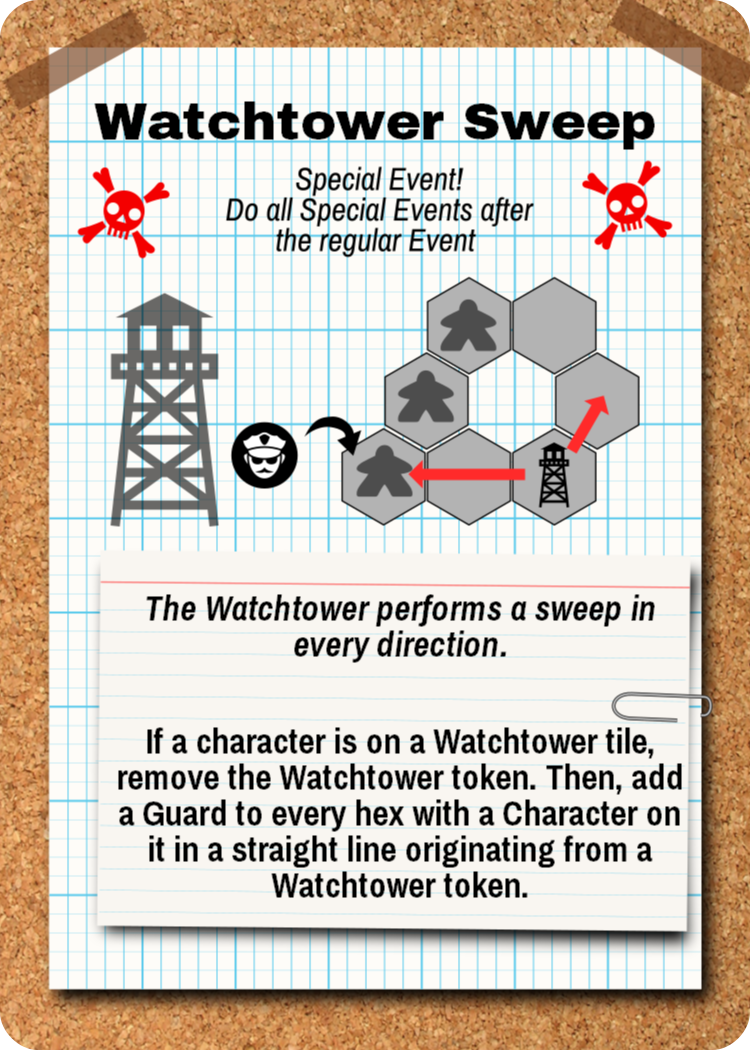 Watchtower Sweep
Special Event!
Do all Special Events after
the regular Event
The Watchtower performs a sweep in
every direction.
If a character is on a Watchtower tile,
remove the Watchtower token. Then, add
a Guard to every hex with a Character on
it in a straight line originating from a
Watchtower token.